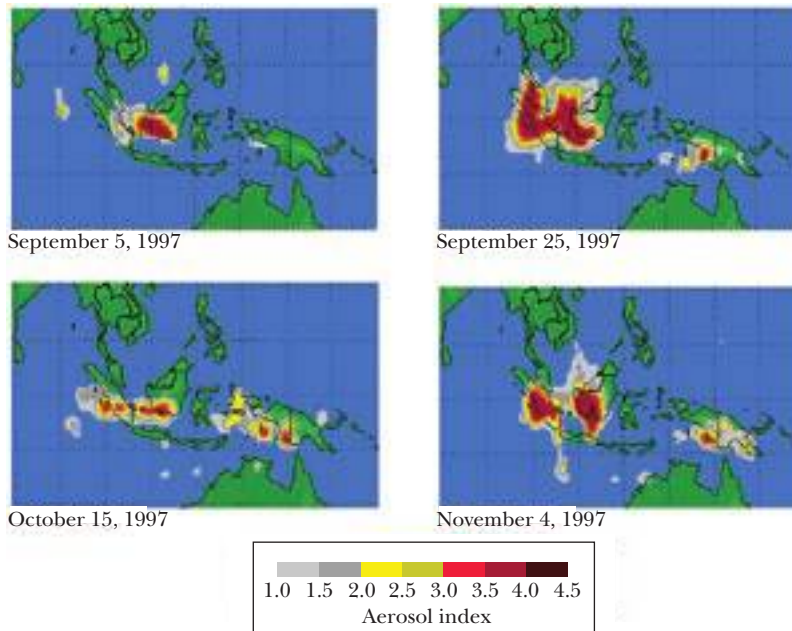 September 5, 1997
September 25, 1997
October 15, 1997
November 4, 1997
1.0 1.5 2.0 2.5 3.0 3.5 4.0 4.5
Aerosol index